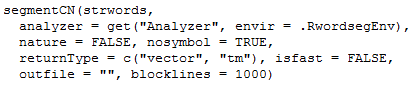 segmentCN(strwords,
  analyzer = get("Analyzer", envir = .RwordsegEnv),
  nature = FALSE, nosymbol = TRUE,
  returnType = c("vector", "tm"), isfast = FALSE,
  outfile = "", blocklines = 1000)